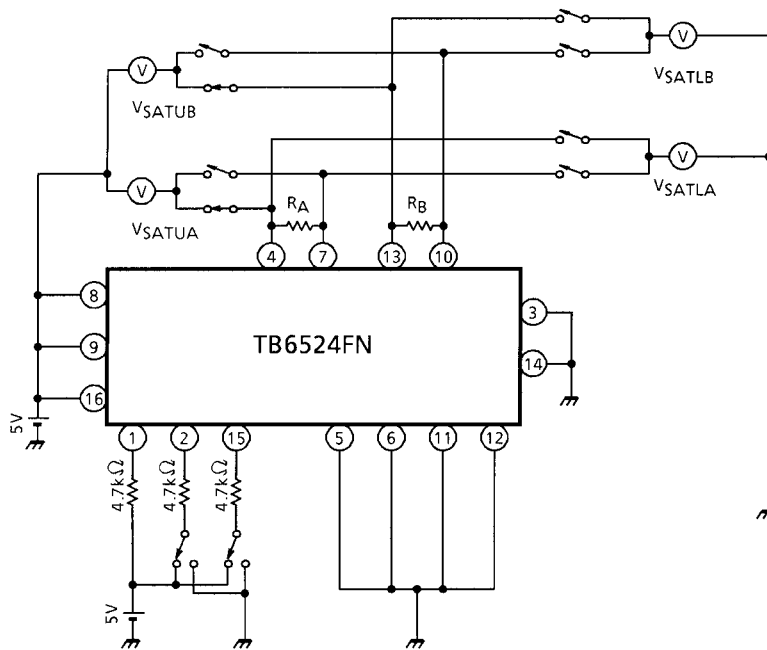 V
V
VSATUB
VSATLB
V
V
VSATUA
VSATLA
RA
RB
4
7
13
10
8
9
16
TB6524FN
3
14
5V
1
2
15
5
6
11
12
4.7kΩ
4.7kΩ
4.7kΩ
5V